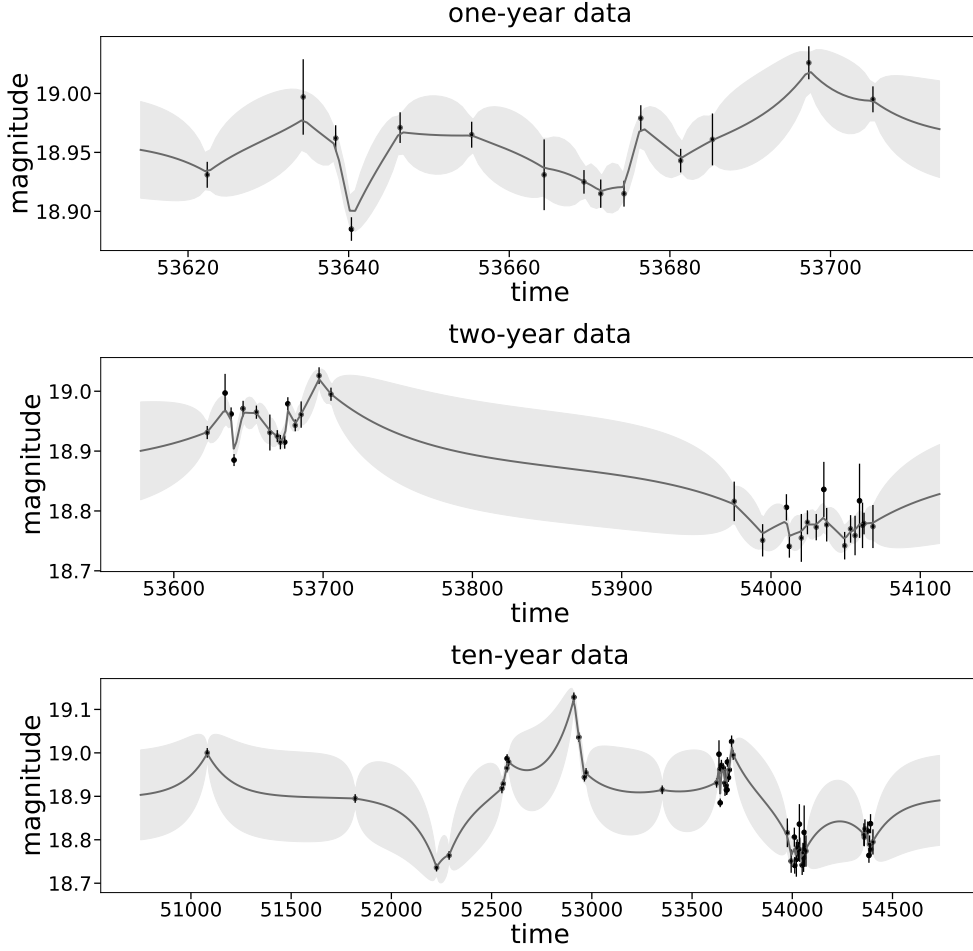 one-year data
magnitude
19.00
18.95
18.90
53620 53640 53660 53680 53700
time
two-year data
magnitude
19.0
18.9
18.8
18.7
53600 53700 53800 53900 54000 54100
time
ten-year data
magnitude
19.1
19.0
18.9
18.8
18.7
51000 51500 52000 52500 53000 53500 54000 54500
time